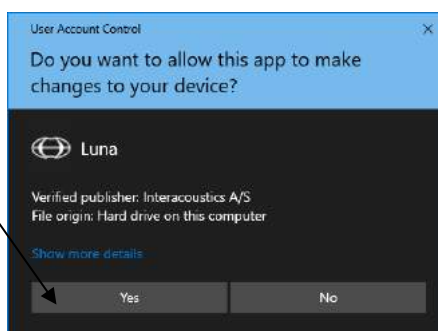 User Account Control
Do you want to allow this app to make
changes to your device?
Luna
Verified publisher: Interacoustics A/S
File origin: Hard drive on this computer
Show more details
Yes No